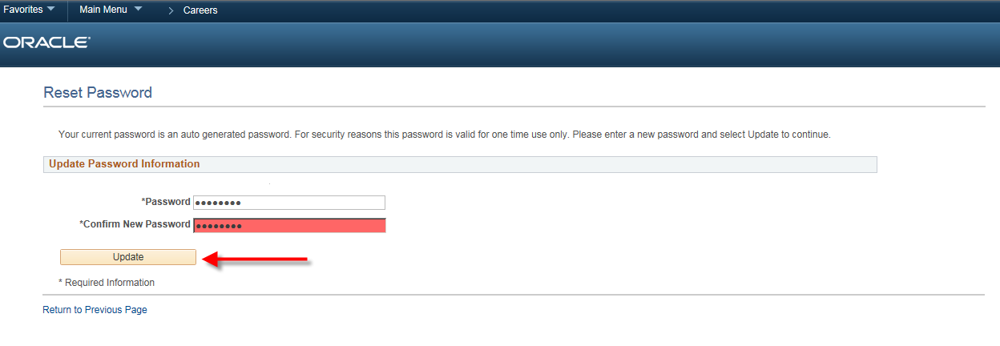 Favorites Main Menu > Careers
ORACLE
Reset Password
Your current password is an auto generated password. For security reasons this password is valid for one time use only. Please enter a new password and select Update to continue.
Update Password Information
*Password ●●●●●●●●
*Confirm New Password ●●●●●●●●
Update
* Required Information
Return to Previous Page